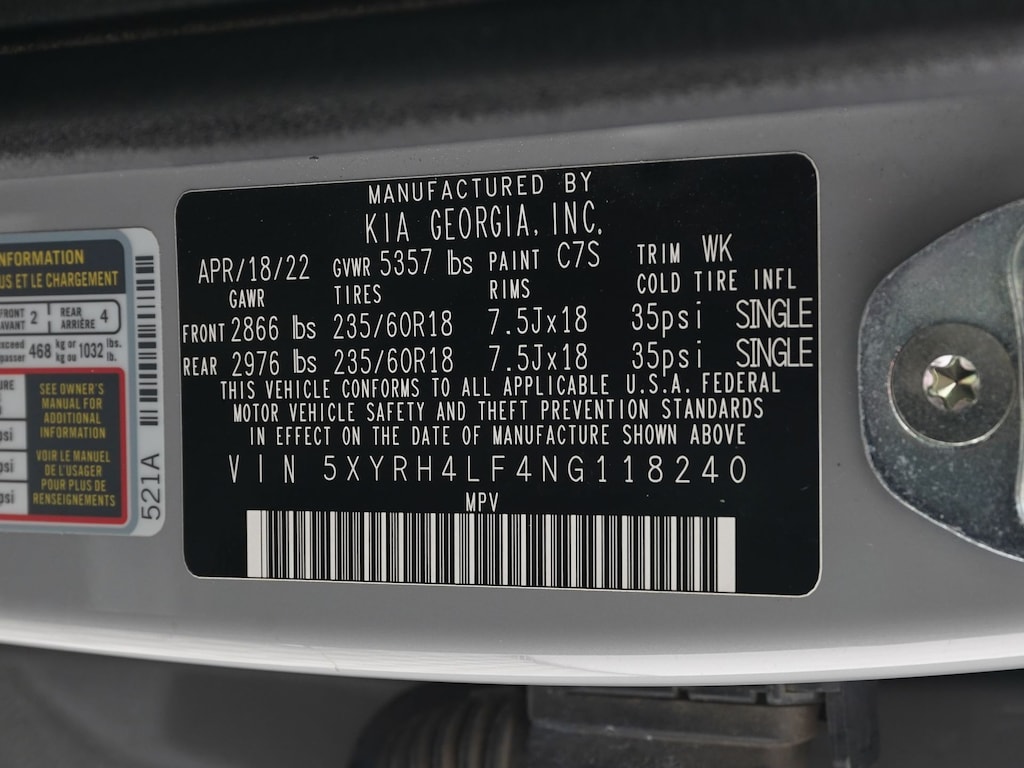 MANUFACTURED BY
KIA GEORGIA, INC.
APR/18/22 GVWR 5357 lbs PAINT C7S TRIM WK
GAWR TIRES RIMS COLD TIRE INFL
FRONT 2866 lbs 235/60R18 7.5Jx18 35psi SINGLE
REAR 2976 lbs 235/60R18 7.5Jx18 35psi SINGLE
THIS VEHICLE CONFORMS TO ALL APPLICABLE U.S.A. FEDERAL
MOTOR VEHICLE SAFETY AND THEFT PREVENTION STANDARDS
IN EFFECT ON THE DATE OF MANUFACTURE SHOWN ABOVE
VIN 5XYRH4LF4NG118240
MPV
ET LE CHARGEMENT
FRONT 2 REAR 4
ARRIÈRE
468 kg or lbs.
kg ou 1032 lb.
SEE OWNER'S
MANUAL FOR
ADDITIONAL
INFORMATION
VOIR LE MANUEL
DE L'USAGER
POUR PLUS DE
RENSEIGNEMENTS
521A